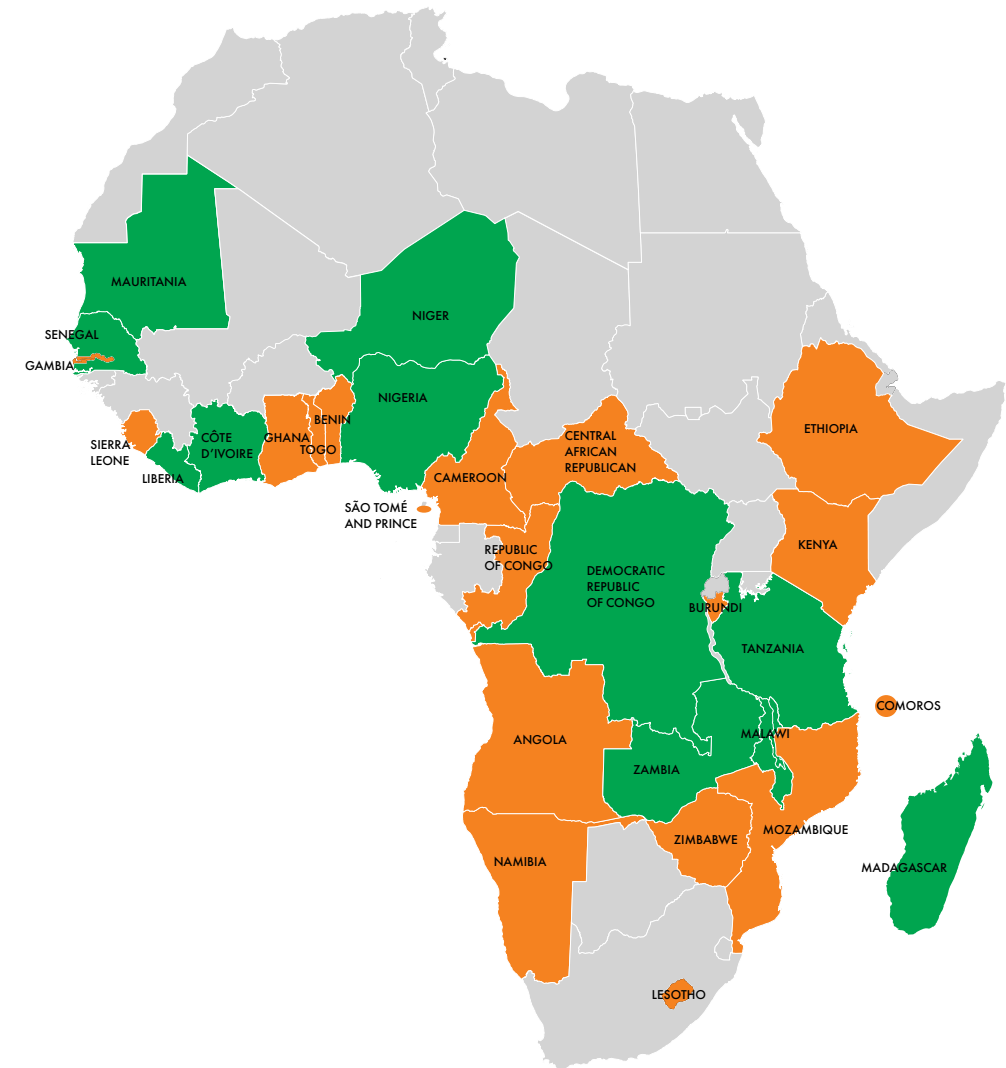 MAURITANIA
NIGER
SENEGAL
GAMBIA
NIGERIA
BENIN
ETHIOPIA
CÔTE
D'IVOIRE
GHANA
TOGO
SIERRA
LEONE
LIBERIA
CENTRAL
AFRICAN
REPUBLICAN
CAMEROON
SÃO TOMÉ
AND PRINCE
REPUBLIC
OF CONGO
KENYA
DEMOCRATIC
REPUBLIC
OF CONGO
BURUNDI
TANZANIA
COMOROS
ANGOLA
MALAWI
ZAMBIA
MOZAMBIQUE
ZIMBABWE
NAMIBIA
MADAGASCAR
LESOTHO